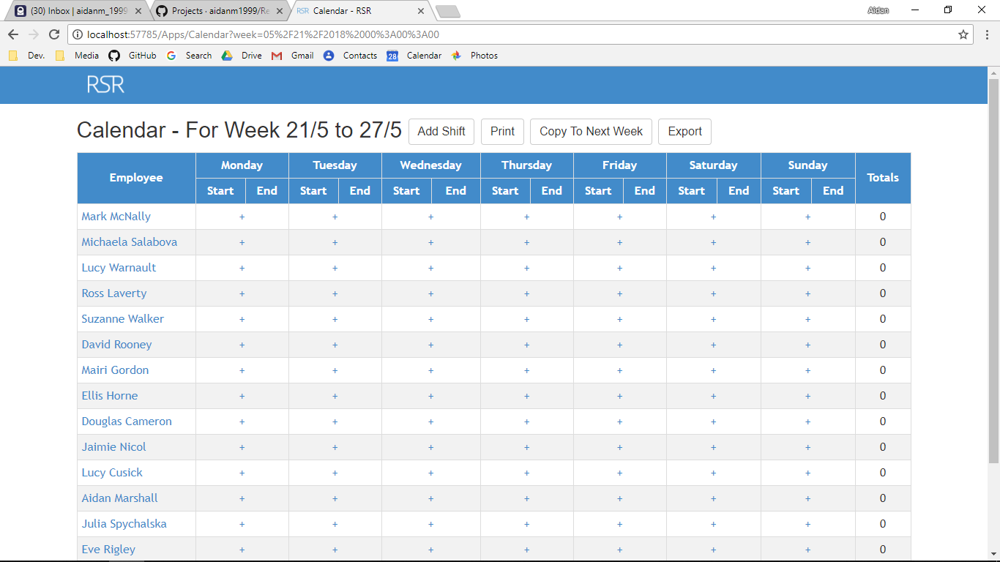 (30) Inbox | aidanm_1999 Projects · aidanm1999/Re RSR Calendar - RSR Aidan
localhost:57785/Apps/Calendar?week=05%2F21%2F2018%2000%3A00%3A00
Dev. Media GitHub Search Drive Gmail Contacts 28 Calendar Photos
RSR
Calendar - For Week 21/5 to 27/5 Add Shift Print Copy To Next Week Export
Employee Monday Tuesday Wednesday Thursday Friday Saturday Sunday Totals
Start End Start End Start End Start End Start End Start End Start End
Mark McNally + + + + + + + 0
Michaela Salabova + + + + + + + 0
Lucy Warnault + + + + + + + 0
Ross Laverty + + + + + + + 0
Suzanne Walker + + + + + + + 0
David Rooney + + + + + + + 0
Mairi Gordon + + + + + + + 0
Ellis Horne + + + + + + + 0
Douglas Cameron + + + + + + + 0
Jaimie Nicol + + + + + + + 0
Lucy Cusick + + + + + + + 0
Aidan Marshall + + + + + + + 0
Julia Spychalska + + + + + + + 0
Eve Rigley + + + + + + + 0